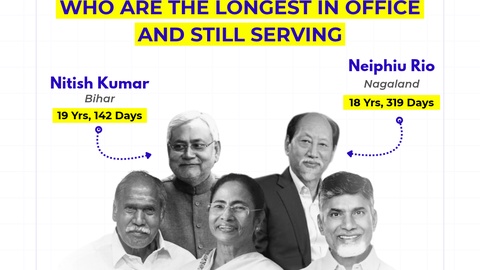 WHO ARE THE LONGEST IN OFFICE
AND STILL SERVING
Nitish Kumar
Bihar
19 Yrs, 142 Days
Neiphiu Rio
Nagaland
18 Yrs, 319 Days